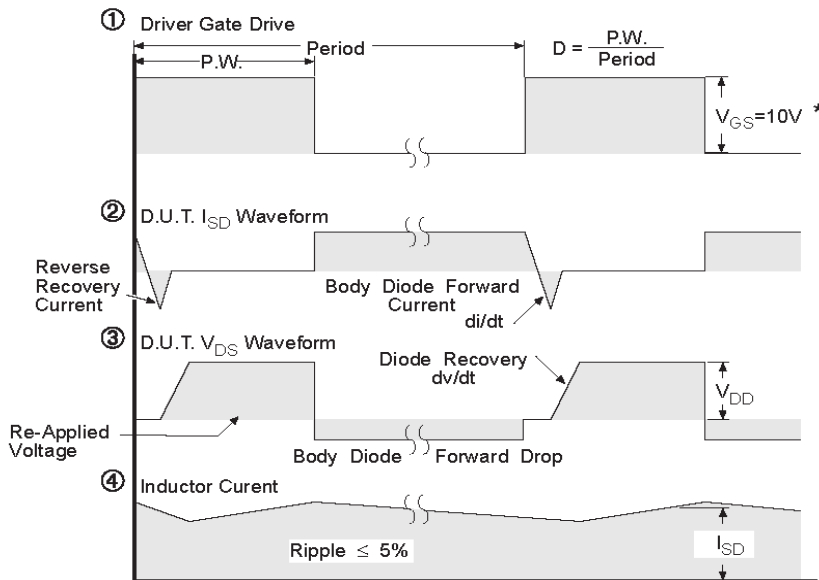 ① Driver Gate Drive
Period
P.W.
D = P.W. / Period
V_GS=10V *
② D.U.T. I_SD Waveform
Reverse
Recovery
Current
Body Diode Forward
Current
di/dt
③ D.U.T. V_DS Waveform
Diode Recovery
dv/dt
V_DD
Re-Applied
Voltage
Body Diode Forward Drop
④ Inductor Curent
Ripple ≤ 5%
I_SD